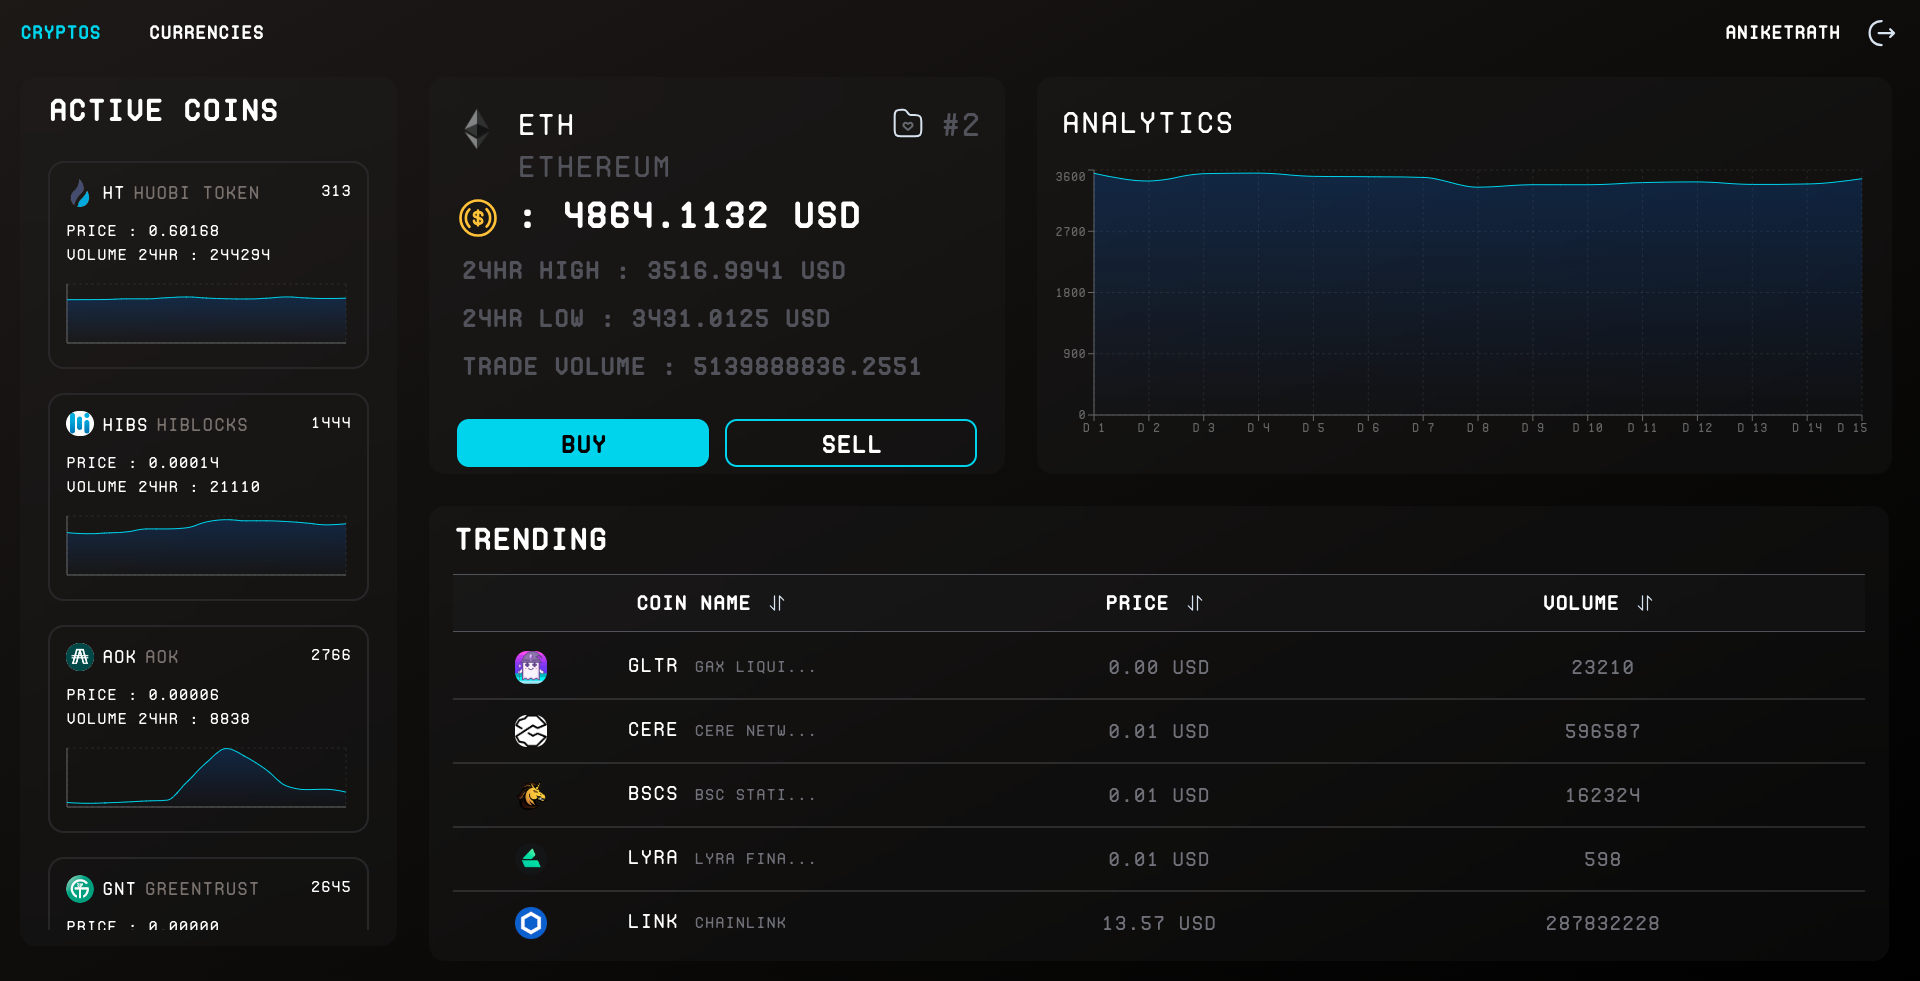 CRYPTOS
CURRENCIES
ANIKETRATH
ACTIVE COINS
HT HUOBI TOKEN 313
PRICE : 0.60168
VOLUME 24HR : 244294
HIBS HIBLOCKS 1444
PRICE : 0.00014
VOLUME 24HR : 21110
AOK AOK 2766
PRICE : 0.00006
VOLUME 24HR : 8838
GNT GREENTRUST 2645
PRICE : 0.00000
ETH #2
ETHEREUM
: 4864.1132 USD
24HR HIGH : 3516.9941 USD
24HR LOW : 3431.0125 USD
TRADE VOLUME : 5139888836.2551
BUY
SELL
ANALYTICS
3600
2700
1800
900
0
D 1 D 2 D 3 D 4 D 5 D 6 D 7 D 8 D 9 D 10 D 11 D 12 D 13 D 14 D 15
TRENDING
COIN NAME PRICE VOLUME
GLTR GAX LIQUI... 0.00 USD 23210
CERE CERE NETW... 0.01 USD 596587
BSCS BSC STATI... 0.01 USD 162324
LYRA LYRA FINA... 0.01 USD 598
LINK CHAINLINK 13.57 USD 287832228